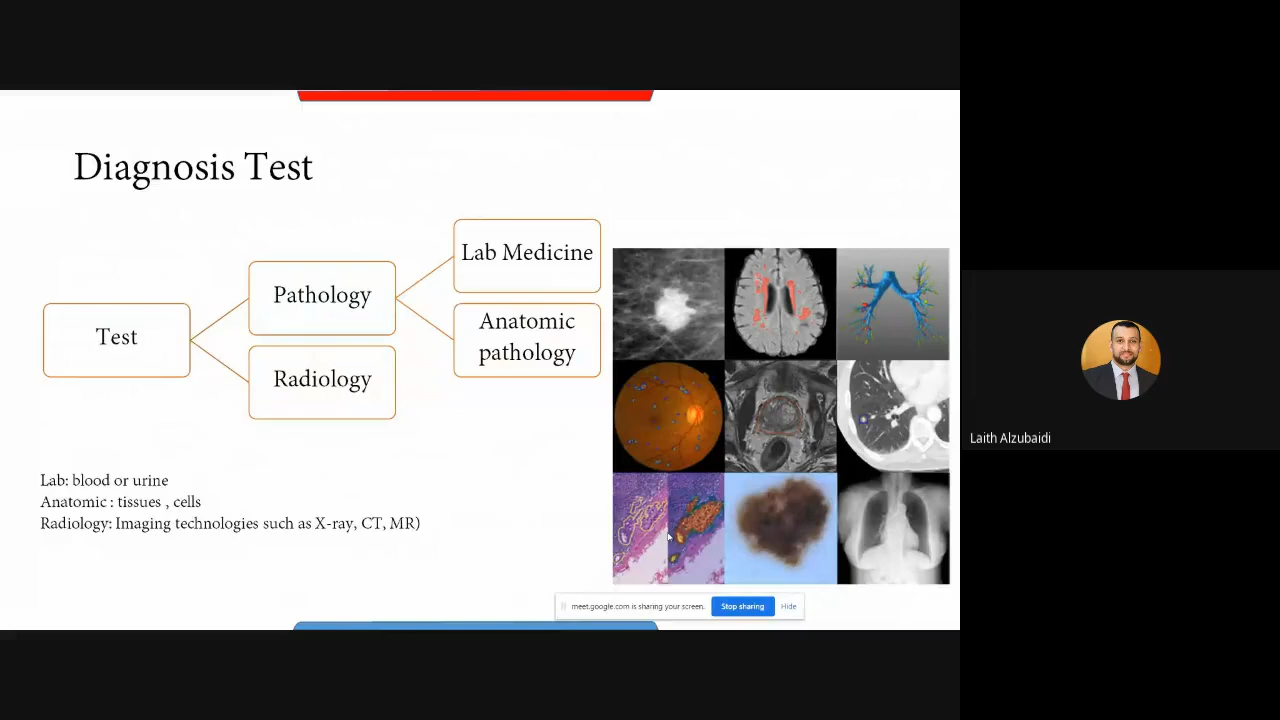 Diagnosis Test
Lab Medicine
Pathology
Anatomic
pathology
Test
Radiology
Lab: blood or urine
Anatomic : tissues , cells
Radiology: Imaging technologies such as X-ray, CT, MR)
meet.google.com is sharing your screen.
Stop sharing
Hide
Laith Alzubaidi